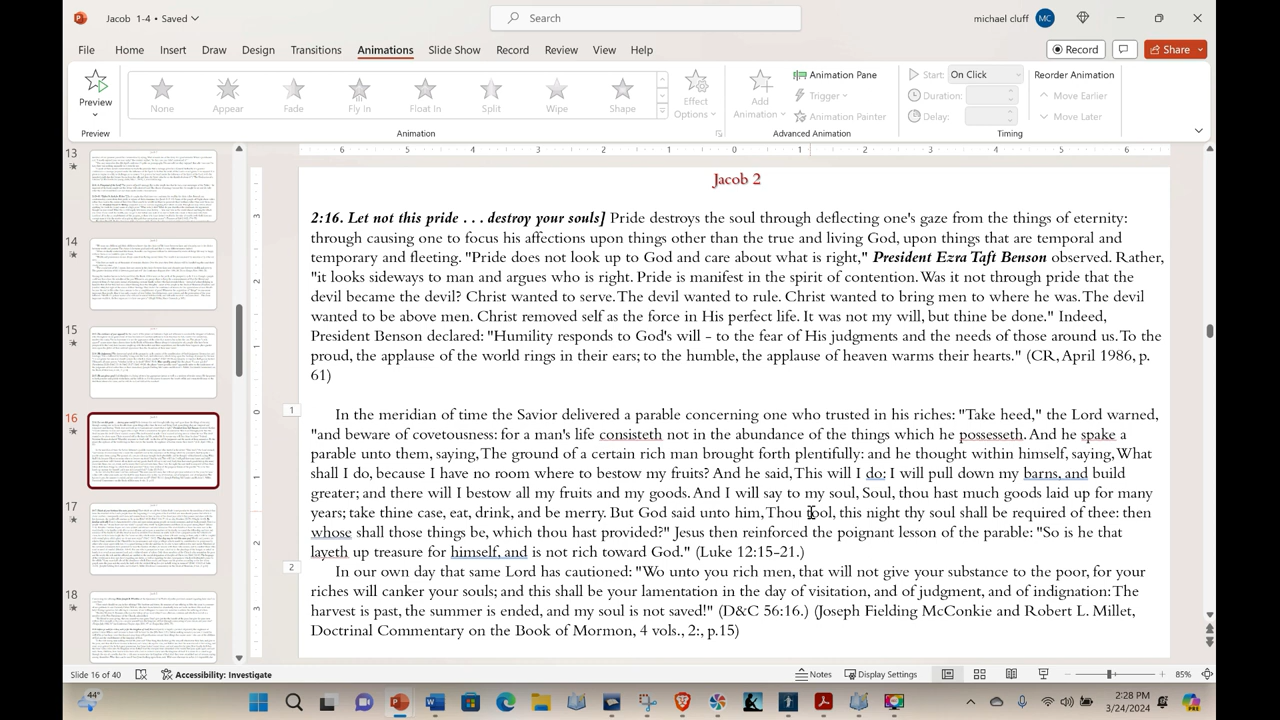 Jacob 1-4 • Saved
Search
michael cluff
MC
File Home Insert Draw Design Transitions Animations Slide Show Record Review View Help
Record
Share
Preview
None Appear Fade Fly In Float In Split Wipe Shape
Effect Options
Add Animation
Animation Pane
Trigger
Animation Painter
Start: On Click
Duration:
Delay:
Reorder Animation
Move Earlier
Move Later
Preview Animation Advanced Animation Timing
13
14
15
16
17
18
Jacob 2
2:16. Let not this pride . . . destroy your souls] Pride destroys the soul through deflecting one's gaze from the things of eternity:
though causing one to focus his affections on things other than the true and living God and on things that are temporal and
temporary and fleeting. "Pride does not look up to God and care about what is right," President Ezra Taft Benson observed. Rather,
"it looks sideways to man and argues who is right. Pride is manifest in the spirit of contention. Was it not through pride that the
devil became the devil? Christ wanted to serve. The devil wanted to rule. Christ wanted to bring men to where he was. The devil
wanted to be above men. Christ removed self as the force in His perfect life. It was not my will, but thine be done." Indeed,
President Benson concluded: "Humility responds to God's will – to the fear of His judgments and the needs of those around us. To the
proud, the applause of the world rings in their ears; to the humble, the applause of heaven warms their hearts." (CR, April 1986, p.
In the meridian of time the Savior delivered a parable concerning one who trusted in his riches: "Take heed," the Lord warned,
"and beware of covetousness: for a man's life consisteth not in the abundance of the things which he possesseth. And he spake a
parable unto them, saying, The ground of a certain rich man brought forth plentifully: and he thought within himself, saying, What
shall I do, because I have no room where to bestow my fruits? And he said, This will I do; I will pull down my barns, and build
greater; and there will I bestow all my fruits and my goods. And I will say to my soul, Soul, thou hast much goods laid up for many
years; take thine ease, eat, drink, and be merry. But God said unto him, Thou fool, this night thy soul shall be required of thee: then
whose shall those things be, which thou hast provided?" Jesus then reinforced the poignant lesson of the parable: "So is he that
layeth up treasure for himself, and is not rich toward God." (Luke 12:15-21.)
In our own day that same Lord has cautioned: "Wo unto you rich men, that will not give your substance to the poor, for your
riches will canker your souls; and this shall be your lamentation in the day of visitation, and of judgment, and of indignation: The
harvest is past, the summer is ended, and my soul is not saved!" (D&C 56:16.) (Joseph Fielding McConkie and Robert L. Millet,
Doctrinal Commentary on the Book of Mormon, 4 vols., 2:, p.15)
Slide 16 of 40
Accessibility: Investigate
Notes
Display Settings
85%
44°
2:28 PM
3/24/2024